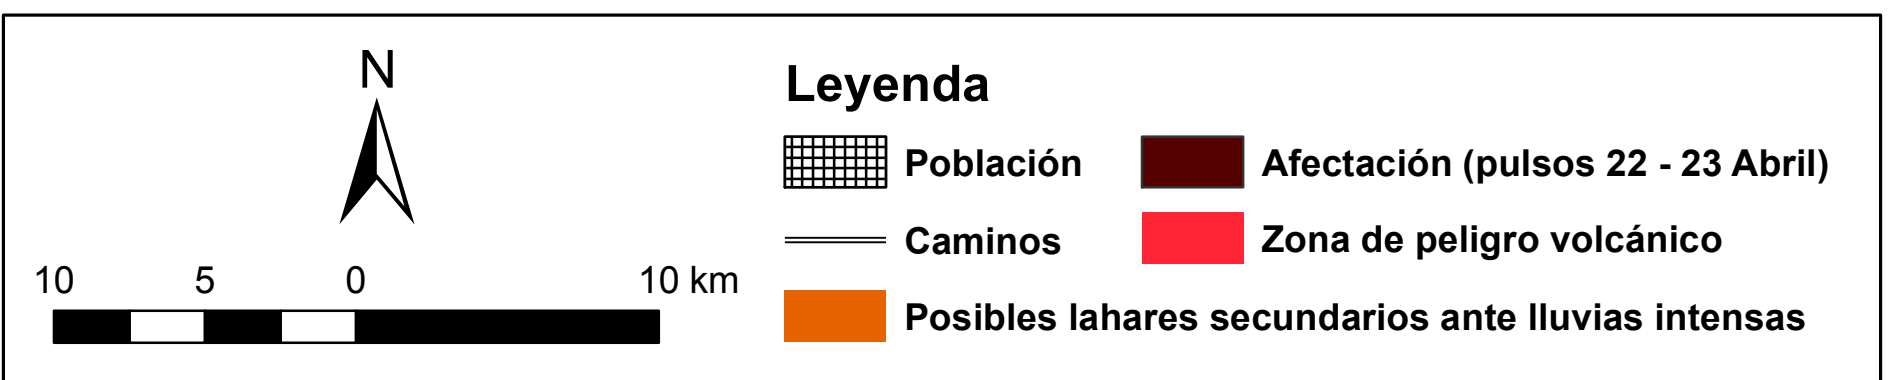 N
10 5 0 10 km
Leyenda
Población
Afectación (pulsos 22 - 23 Abril)
Caminos
Zona de peligro volcánico
Posibles lahares secundarios ante lluvias intensas